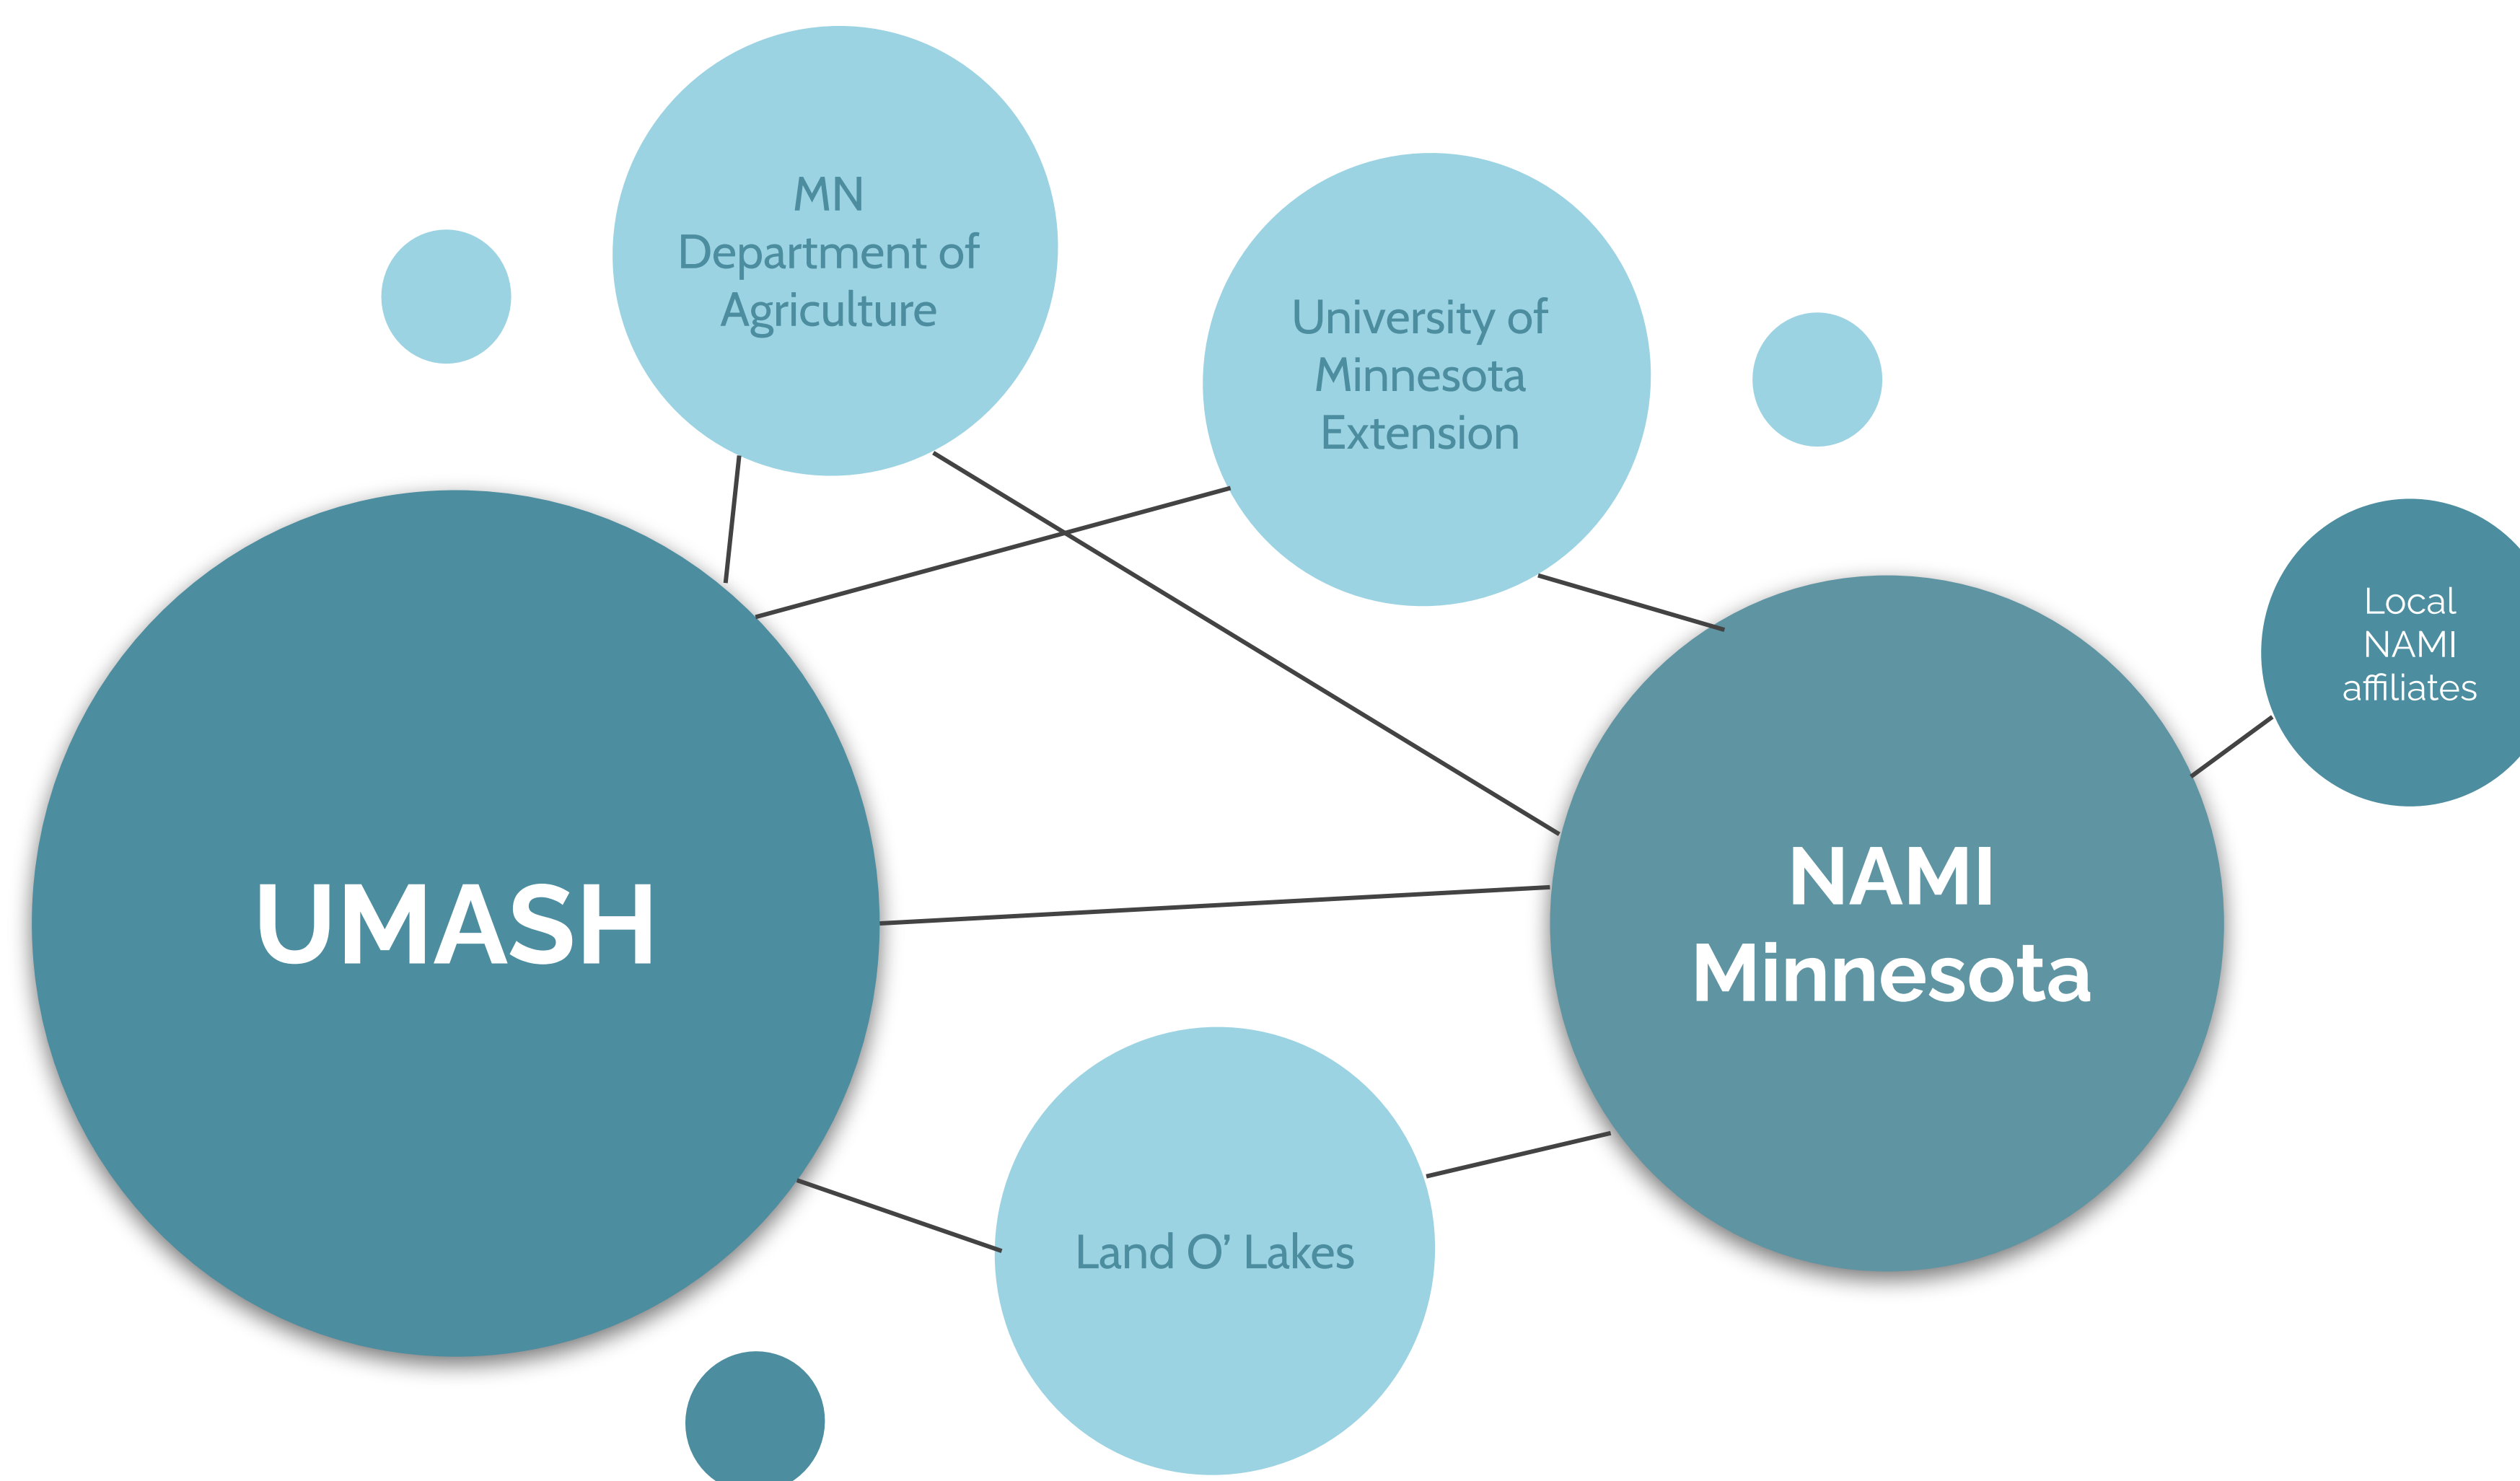 MN
Department of
Agriculture
University of
Minnesota
Extension
Local
NAMI
affiliates
UMASH
NAMI
Minnesota
Land O’ Lakes